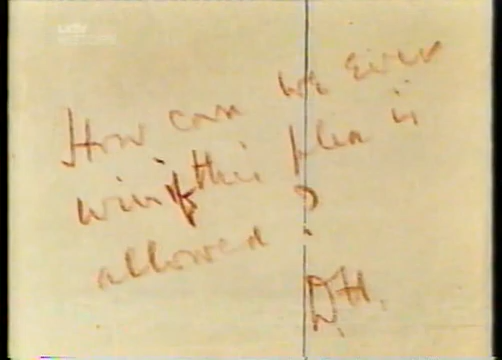 How can we ever
win if this plea is
allowed?
D.H.